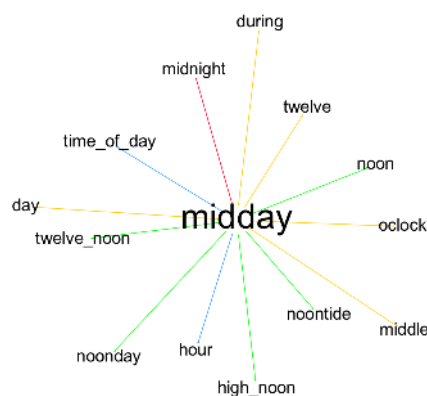 during
midnight
twelve
time_of_day
noon
day
midday
oclock
twelve_noon
noontide
middle
noonday
hour
high_noon